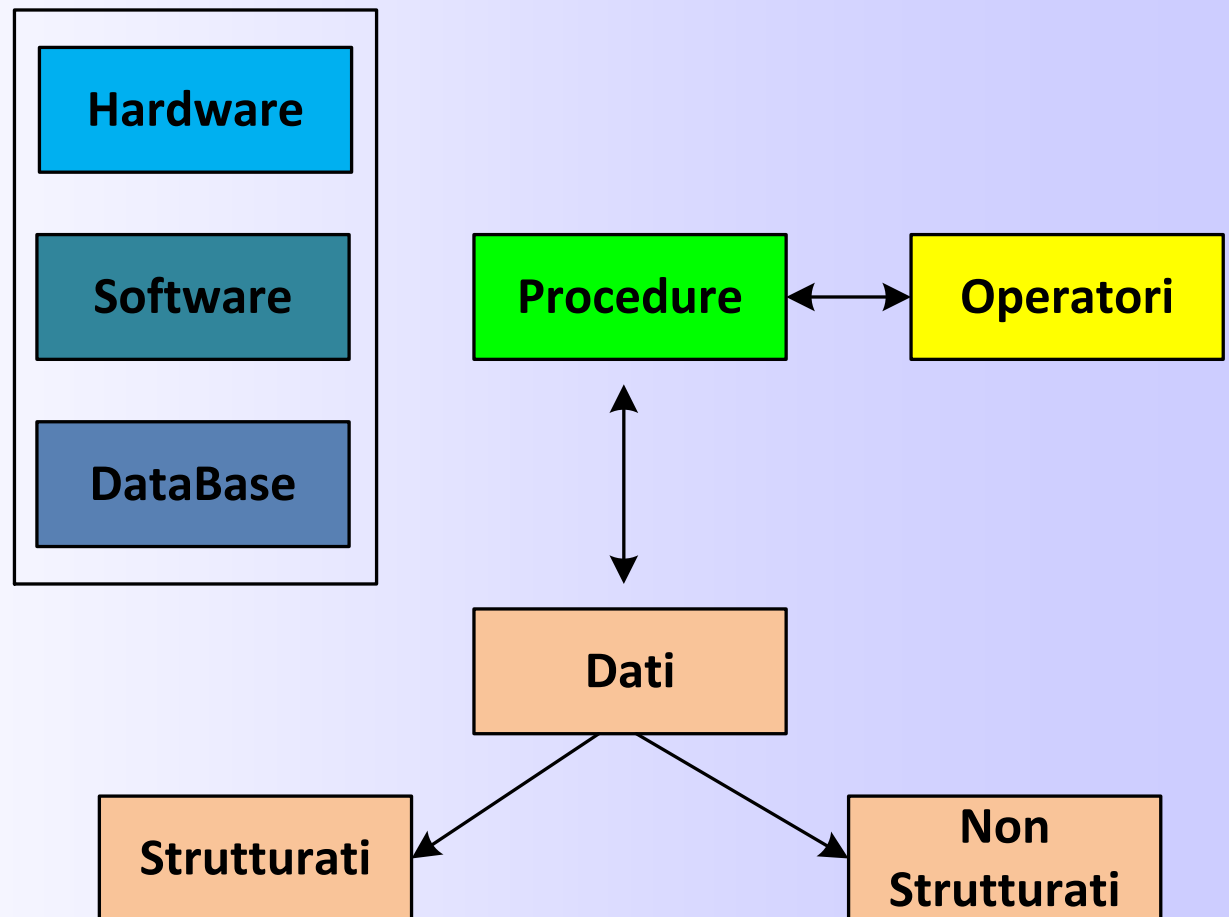 Hardware
Software
Procedure
Operatori
DataBase
Dati
Strutturati
Non
Strutturati